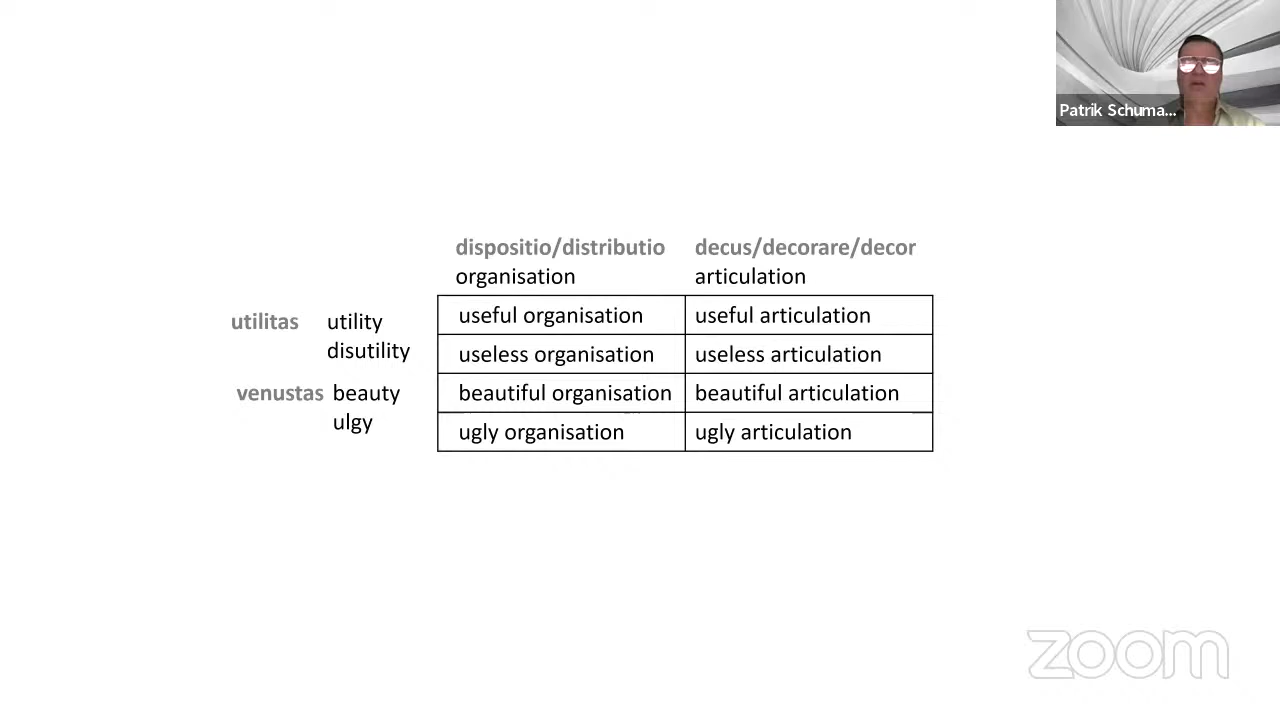 Patrik Schuma...
dispositio/distributio decus/decorare/decor
organisation articulation
utilitas utility useful organisation useful articulation
disutility useless organisation useless articulation
venustas beauty beautiful organisation beautiful articulation
ulgy ugly organisation ugly articulation
zoom